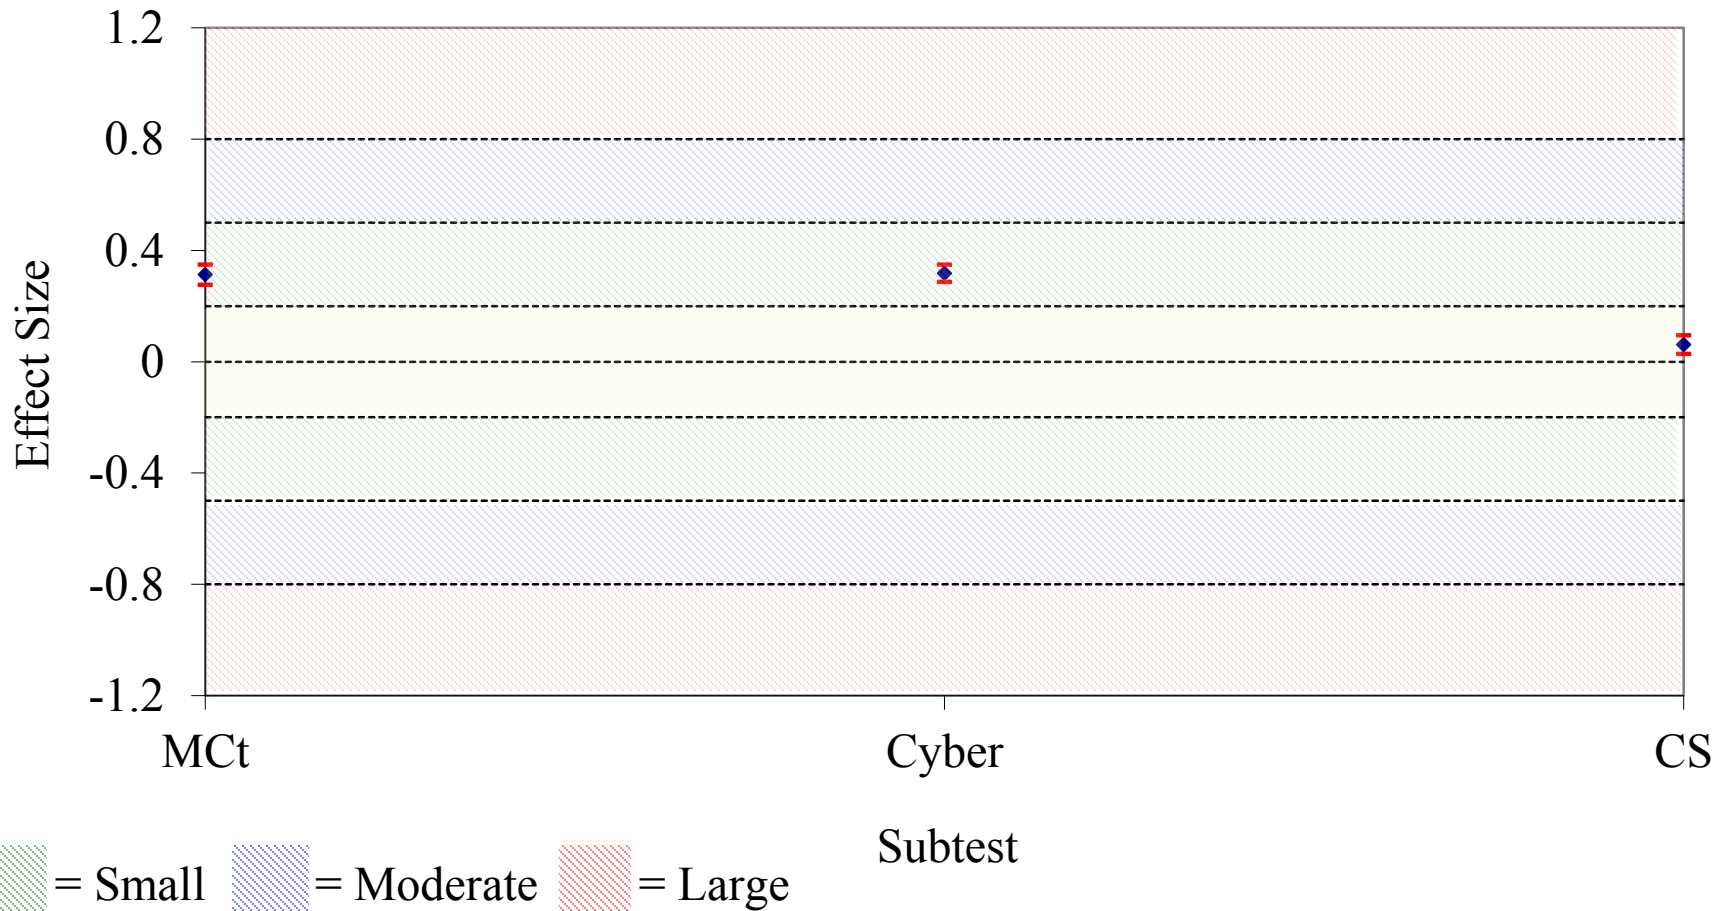 1.2
0.8
0.4
0
-0.4
-0.8
-1.2
Effect Size
MCt Cyber CS
Subtest
= Small = Moderate = Large